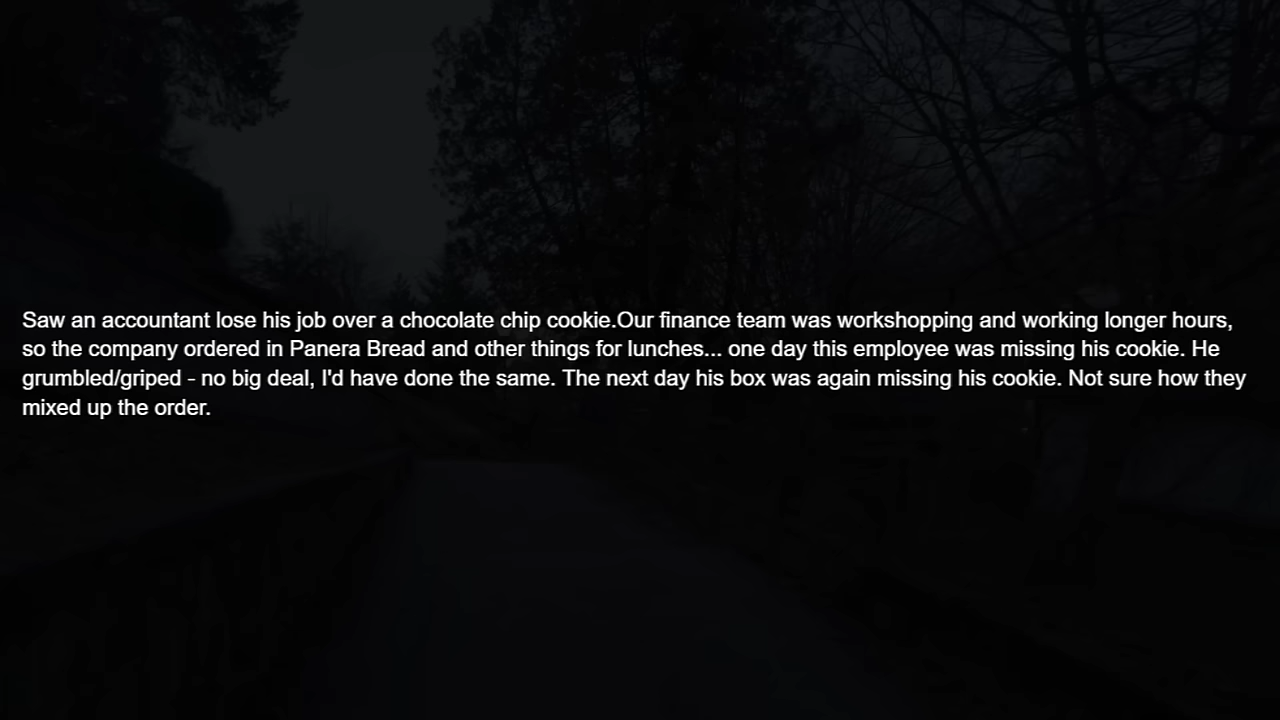 Saw an accountant lose his job over a chocolate chip cookie.Our finance team was workshopping and working longer hours,
so the company ordered in Panera Bread and other things for lunches... one day this employee was missing his cookie. He
grumbled/griped - no big deal, I'd have done the same. The next day his box was again missing his cookie. Not sure how they
mixed up the order.